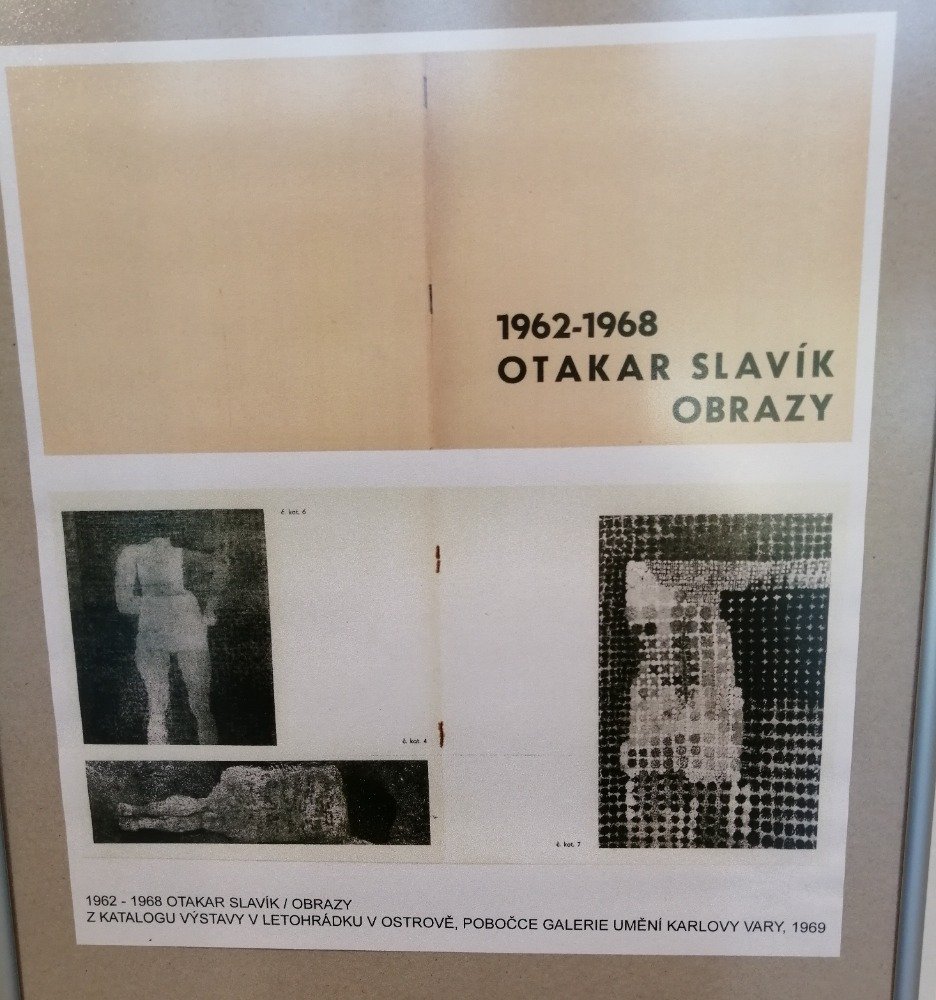 1962-1968
OTAKAR SLAVÍK
OBRAZY
č. kat. 6
č. kat. 4
č. kat. 7
1962 - 1968 OTAKAR SLAVÍK / OBRAZY
Z KATALOGU VÝSTAVY V LETOHRÁDKU V OSTROVĚ, POBOČCE GALERIE UMĚNÍ KARLOVY VARY, 1969